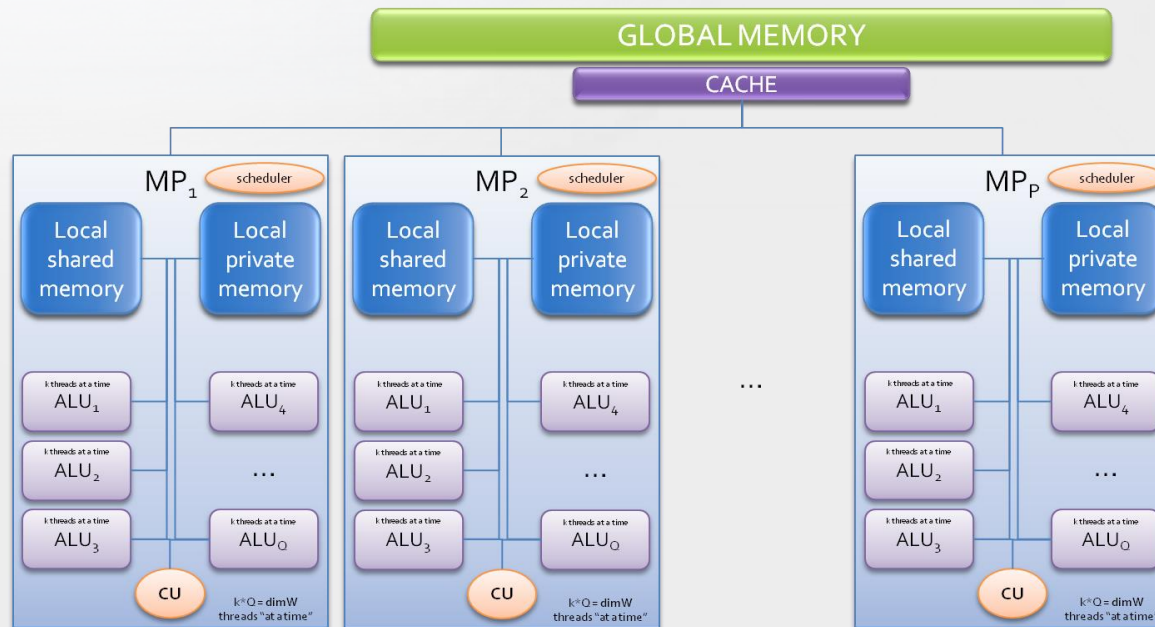 GLOBAL MEMORY
CACHE
MP₁
scheduler
Local
shared
memory
Local
private
memory
k threads at a time
ALU₁
k threads at a time
ALU₄
k threads at a time
ALU₂
...
k threads at a time
ALU₃
k threads at a time
ALU_Q
CU
k*Q = dimW
threads "at a time"
MP₂
scheduler
Local
shared
memory
Local
private
memory
k threads at a time
ALU₁
k threads at a time
ALU₄
k threads at a time
ALU₂
...
k threads at a time
ALU₃
k threads at a time
ALU_Q
CU
k*Q = dimW
threads "at a time"
...
MP_P
scheduler
Local
shared
memory
Local
private
memory
k threads at a time
ALU₁
k threads at a time
ALU₄
k threads at a time
ALU₂
...
k threads at a time
ALU₃
k threads at a time
ALU_Q
CU
k*Q = dimW
threads "at a time"